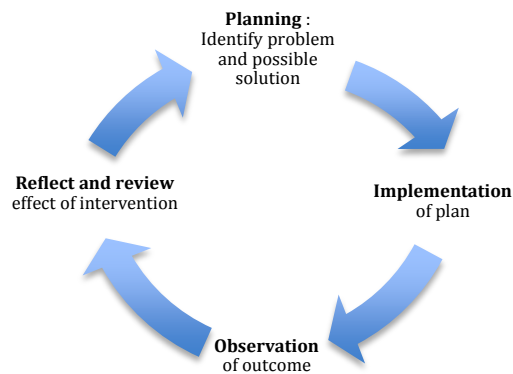 Planning :
Identify problem
and possible
solution
Implementation
of plan
Observation
of outcome
Reflect and review
effect of intervention